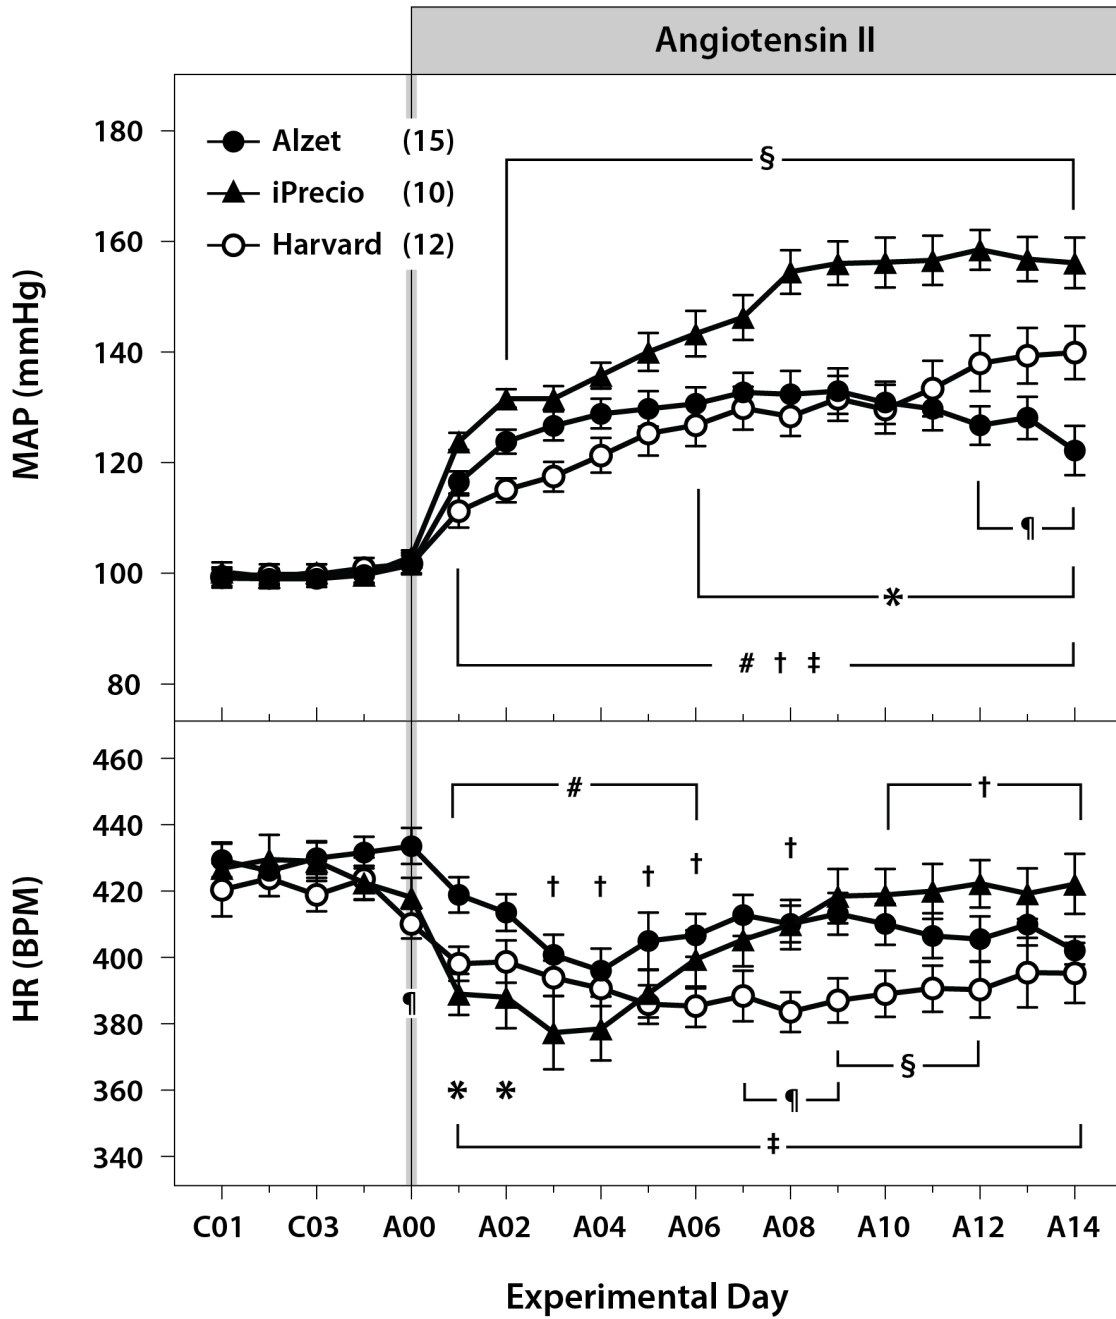 Angiotensin II
Alzet (15)
iPrecio (10)
Harvard (12)
MAP (mmHg)
180
160
140
120
100
80
§
¶
*
# † ‡
HR (BPM)
460
440
420
400
380
360
340
#
†
† † † † †
¶
* *
§
¶
‡
C01 C03 A00 A02 A04 A06 A08 A10 A12 A14
Experimental Day